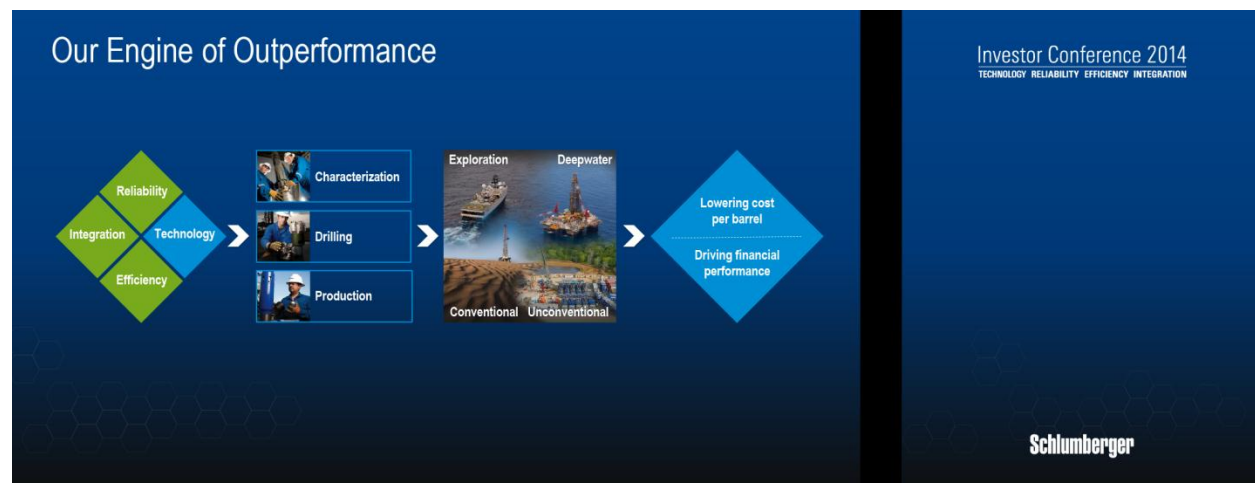 Our Engine of Outperformance
Investor Conference 2014
TECHNOLOGY RELIABILITY EFFICIENCY INTEGRATION
Reliability
Integration
Technology
Efficiency
Characterization
Drilling
Production
Exploration
Deepwater
Conventional
Unconventional
Lowering cost
per barrel
Driving financial
performance
Schlumberger